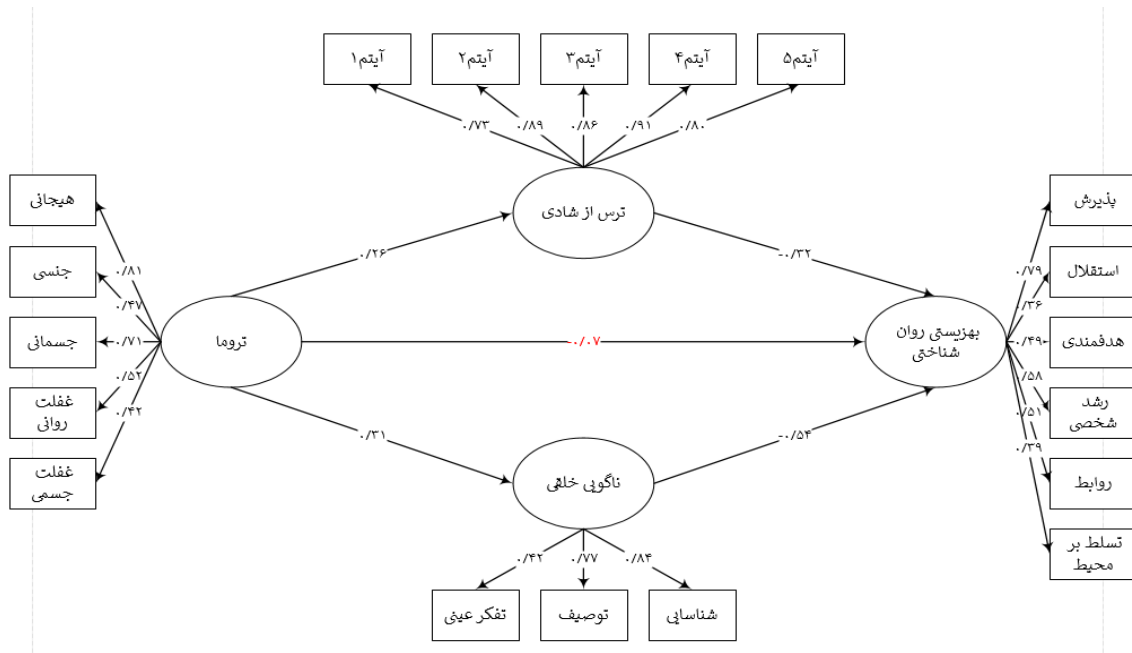 آیتم۱
آیتم۲
آیتم۳
آیتم۴
آیتم۵
۰/۷۳
۰/۸۹
۰/۸۶
۰/۹۱
۰/۸۰
ترس از شادی
هیجانی
جنسی
جسمانی
غفلت
روانی
غفلت
جسمی
۰/۸۱
۰/۴۷
۰/۷۱
۰/۵۲
۰/۴۲
تروما
۰/۲۶
-۰/۳۲
-۰/۰۷
۰/۳۱
-۰/۵۴
بهزیستی روان
شناختی
۰/۷۹
۰/۳۶
۰/۴۹
۰/۵۸
۰/۵۱
۰/۳۹
پذیرش
استقلال
هدفمندی
رشد
شخصی
روابط
تسلط بر
محیط
ناگویی خلقی
۰/۴۲
۰/۷۷
۰/۸۴
تفکر عینی
توصیف
شناسایی